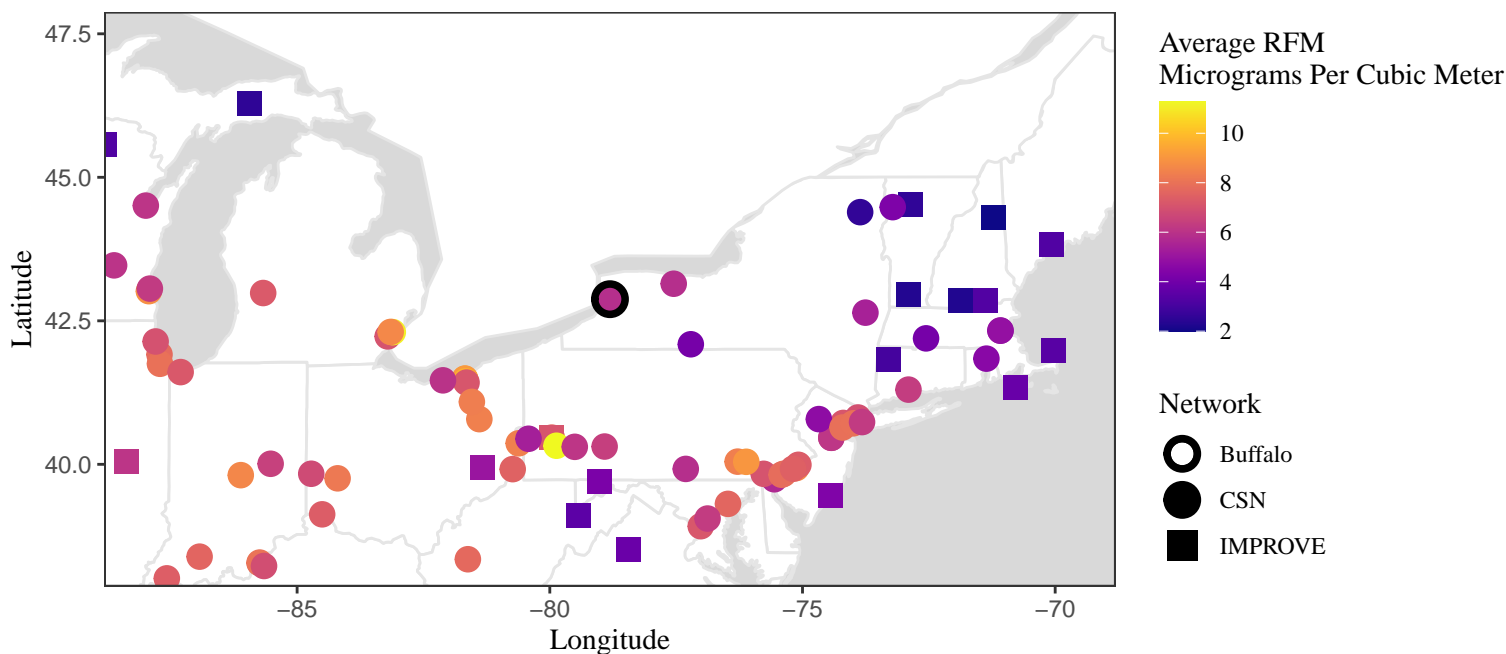 Average RFM
Micrograms Per Cubic Meter
10
8
6
4
2
Network
Buffalo
CSN
IMPROVE
47.5
45.0
42.5
40.0
Latitude
−85
−80
−75
−70
Longitude